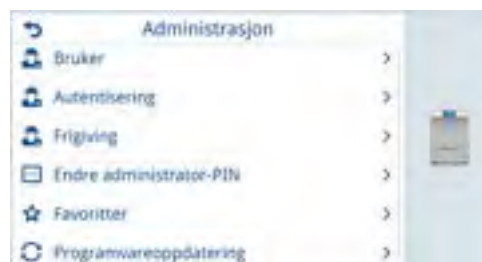 Administrasjon
Bruker
Autentisering
Frigiving
Endre administrator-PIN
Favoritter
Programvareoppdatering